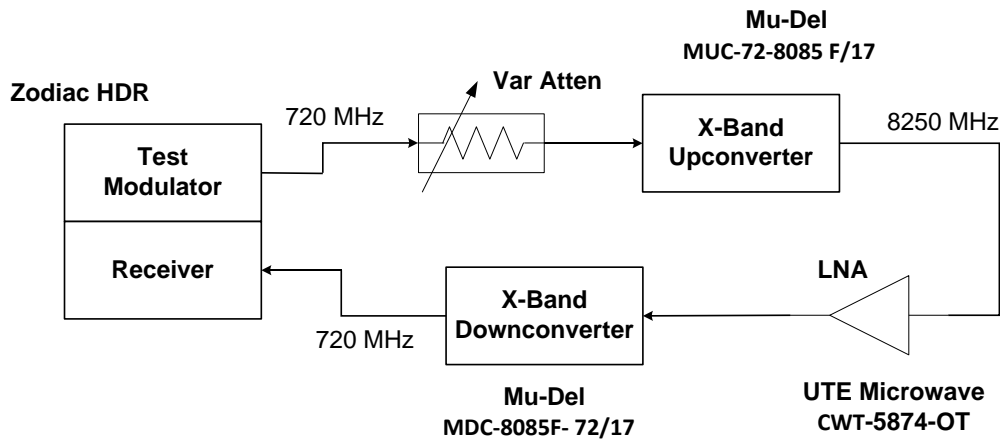 Mu-Del
MUC-72-8085 F/17
Zodiac HDR
Var Atten
720 MHz
8250 MHz
Test
Modulator
X-Band
Upconverter
Receiver
LNA
X-Band
Downconverter
720 MHz
Mu-Del
MDC-8085F- 72/17
UTE Microwave
CWT-5874-OT